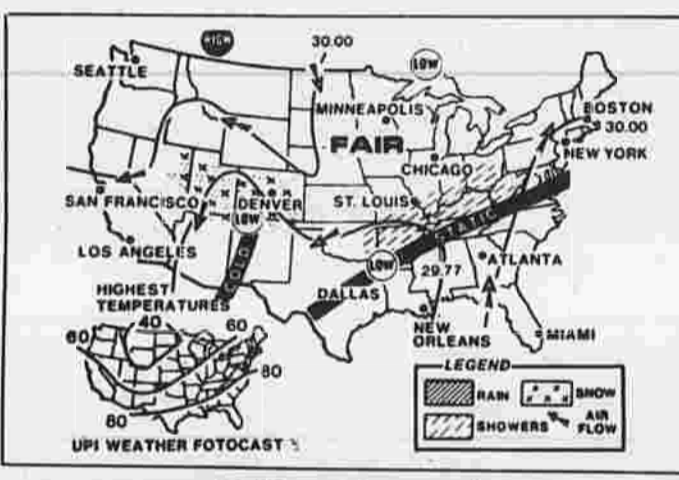 HIGH
30.00
LOW
SEATTLE
MINNEAPOLIS
BOSTON
30.00
FAIR
NEW YORK
CHICAGO
SAN FRANCISCO
DENVER
ST. LOUIS
LOW
STATIC
LOS ANGELES
COLD
LOW
29.77
ATLANTA
HIGHEST
TEMPERATURES
DALLAS
NEW
ORLEANS
MIAMI
40
60
60
80
80
LEGEND
RAIN
SNOW
SHOWERS
AIR
FLOW
UPI WEATHER FOTOCAST